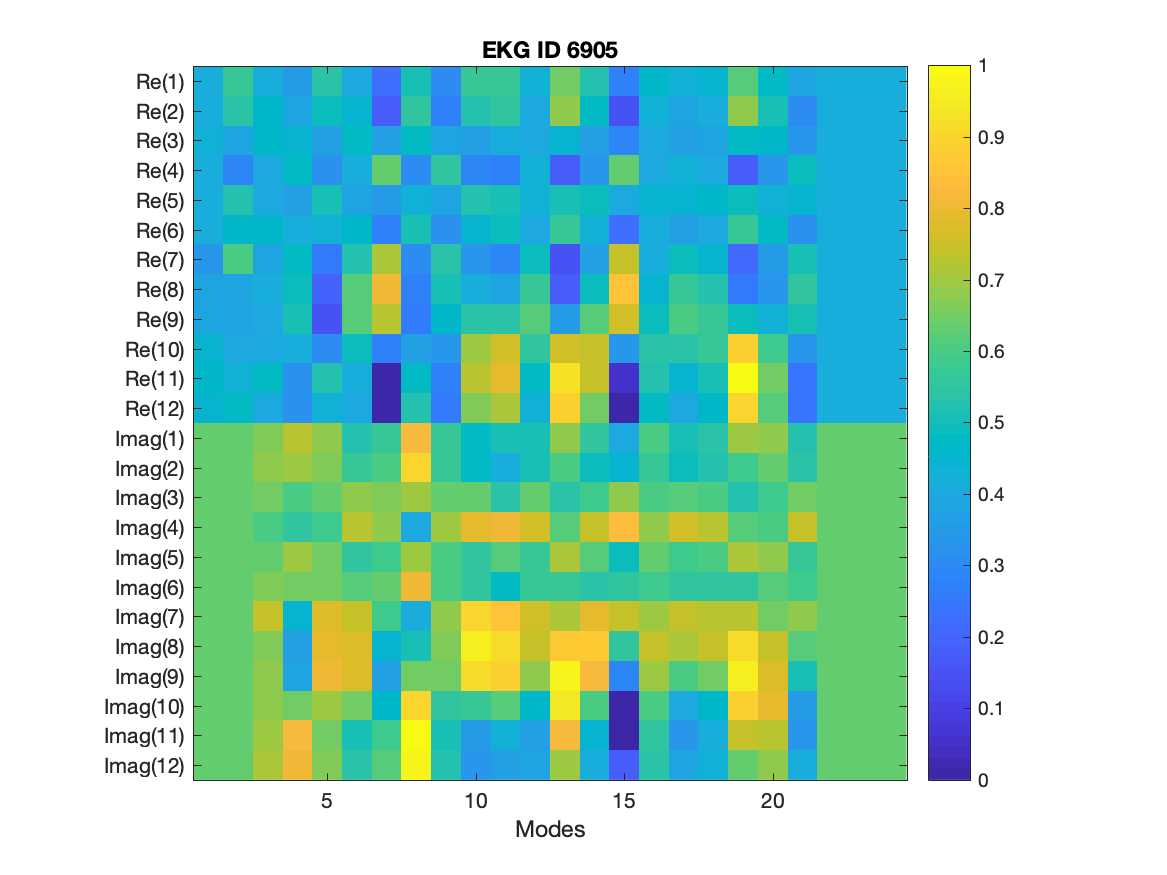 EKG ID 6905
Re(1)
Re(2)
Re(3)
Re(4)
Re(5)
Re(6)
Re(7)
Re(8)
Re(9)
Re(10)
Re(11)
Re(12)
Imag(1)
Imag(2)
Imag(3)
Imag(4)
Imag(5)
Imag(6)
Imag(7)
Imag(8)
Imag(9)
Imag(10)
Imag(11)
Imag(12)
5 10 15 20
Modes
1
0.9
0.8
0.7
0.6
0.5
0.4
0.3
0.2
0.1
0